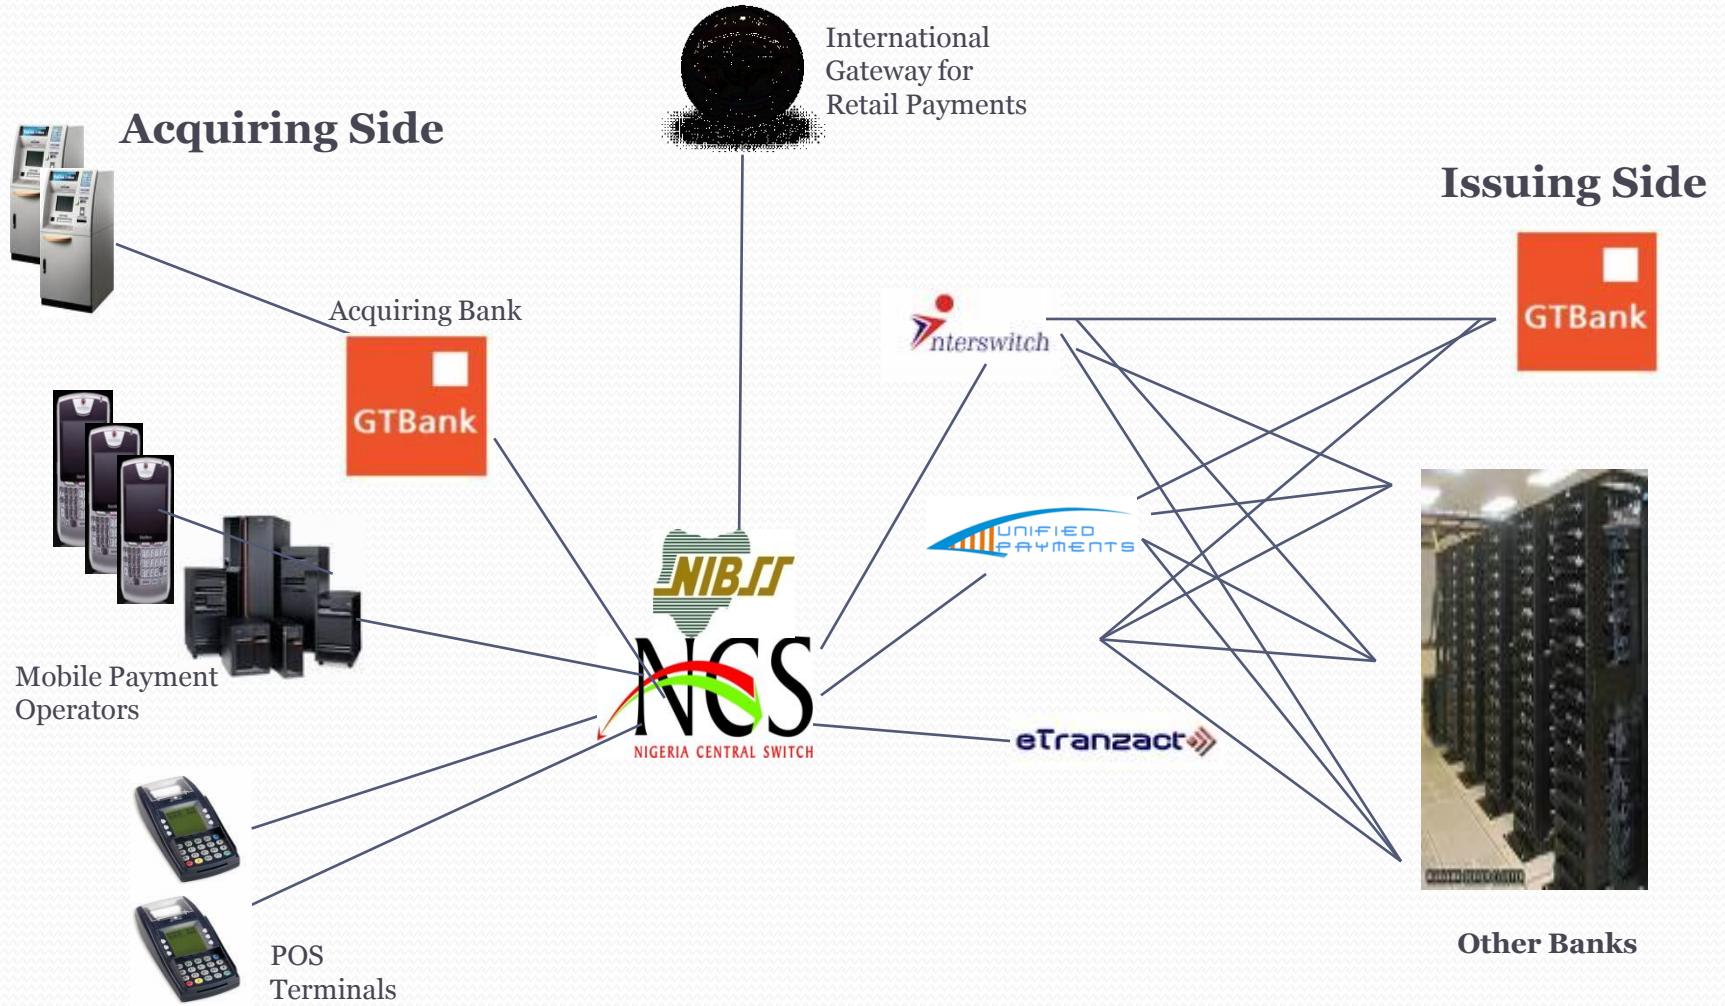 International
Gateway for
Retail Payments
Acquiring Side
Issuing Side
Acquiring Bank
GTBank
GTBank
nterswitch
UNIFIED
PAYMENTS
NIBSS
NCS
NIGERIA CENTRAL SWITCH
eTranzact
Mobile Payment
Operators
POS
Terminals
Other Banks